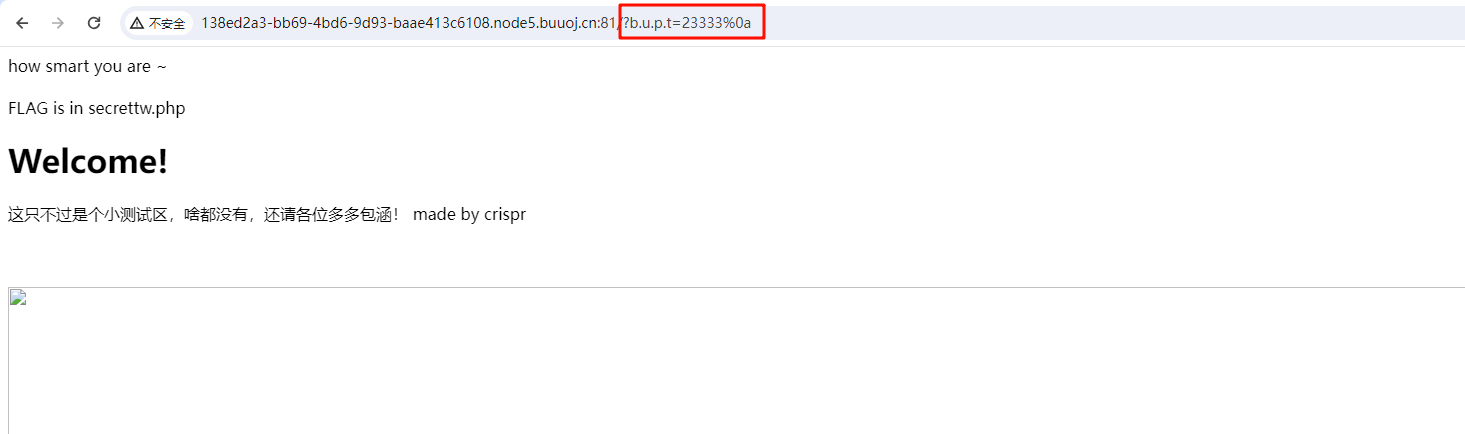 不安全 138ed2a3-bb69-4bd6-9d93-baae413c6108.node5.buuoj.cn:81/?b.u.p.t=23333%0a
how smart you are ~
FLAG is in secrettw.php
Welcome!
这只不过是个小测试区，啥都没有，还请各位多多包涵！ made by crispr